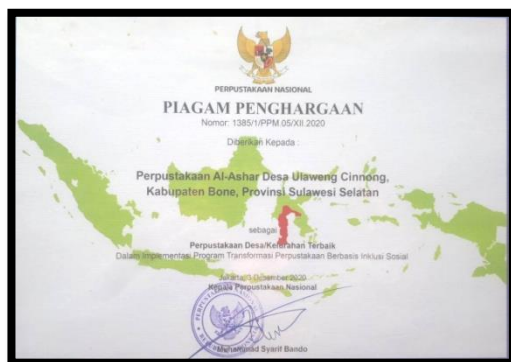 PERPUSTAKAAN NASIONAL
PIAGAM PENGHARGAAN
Nomor: 1385/1/PPM.05/XII.2020
Diberikan Kepada :
Perpustakaan Al-Ashar Desa Ulaweng Cinnong,
Kabupaten Bone, Provinsi Sulawesi Selatan
sebagai
Perpustakaan Desa/Kelurahan Terbaik
Dalam Implementasi Program Transformasi Perpustakaan Berbasis Inklusi Sosial
Jakarta, 1 Desember 2020
Kepala Perpustakaan Nasional
Muhammad Syarif Bando